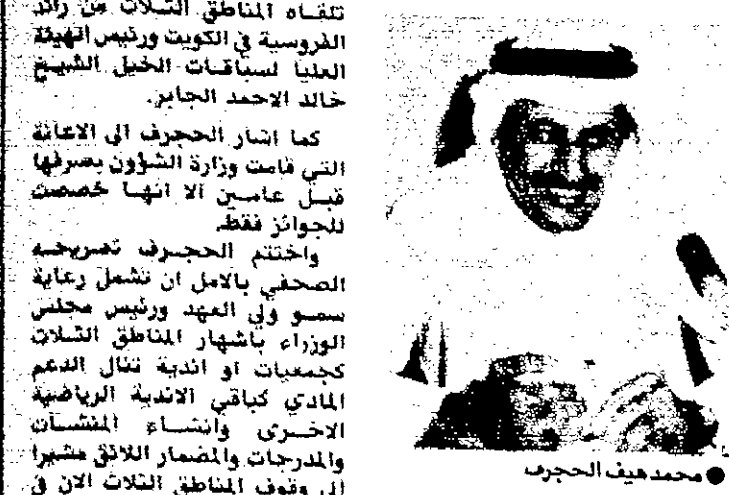 تلقاه المناطق الثلاث من رائد
الفروسية في الكويت ورئيس الهيئة
العليا لسباقات الخيل الشيخ
خالد الاحمد الجابر.
كما اشار الحجرف الى الاعانة
التي قامت وزارة الشؤون بصرفها
قبل عامين الا انها خصصت
للجوائز فقط.
واختتم الحجرف تصريحه
الصحفي بالامل ان تشمل رعاية
سمو ولي العهد ورئيس مجلس
الوزراء باشهار المناطق الثلاث
كجمعيات او اندية تنال الدعم
المادي كباقي الاندية الرياضية
الاخرى وانشاء المنشآت
والمدرجات والمضمار اللائق مشيرا
الى وقوف المناطق الثلاث الان في
● محمد هيف الحجرف